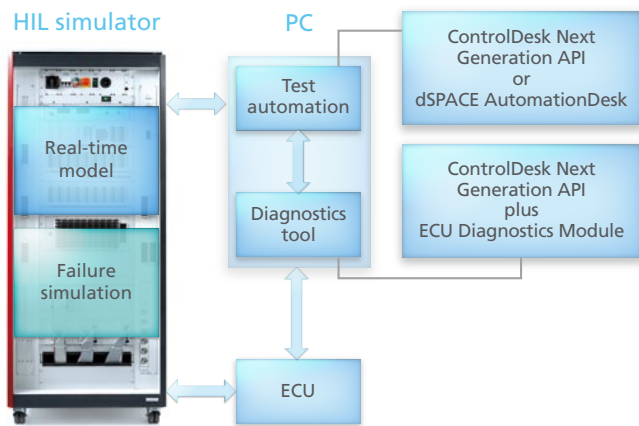 HIL simulator
PC
Test
automation
ControlDesk Next
Generation API
or
dSPACE AutomationDesk
Real-time
model
Diagnostics
tool
ControlDesk Next
Generation API
plus
ECU Diagnostics Module
Failure
simulation
ECU